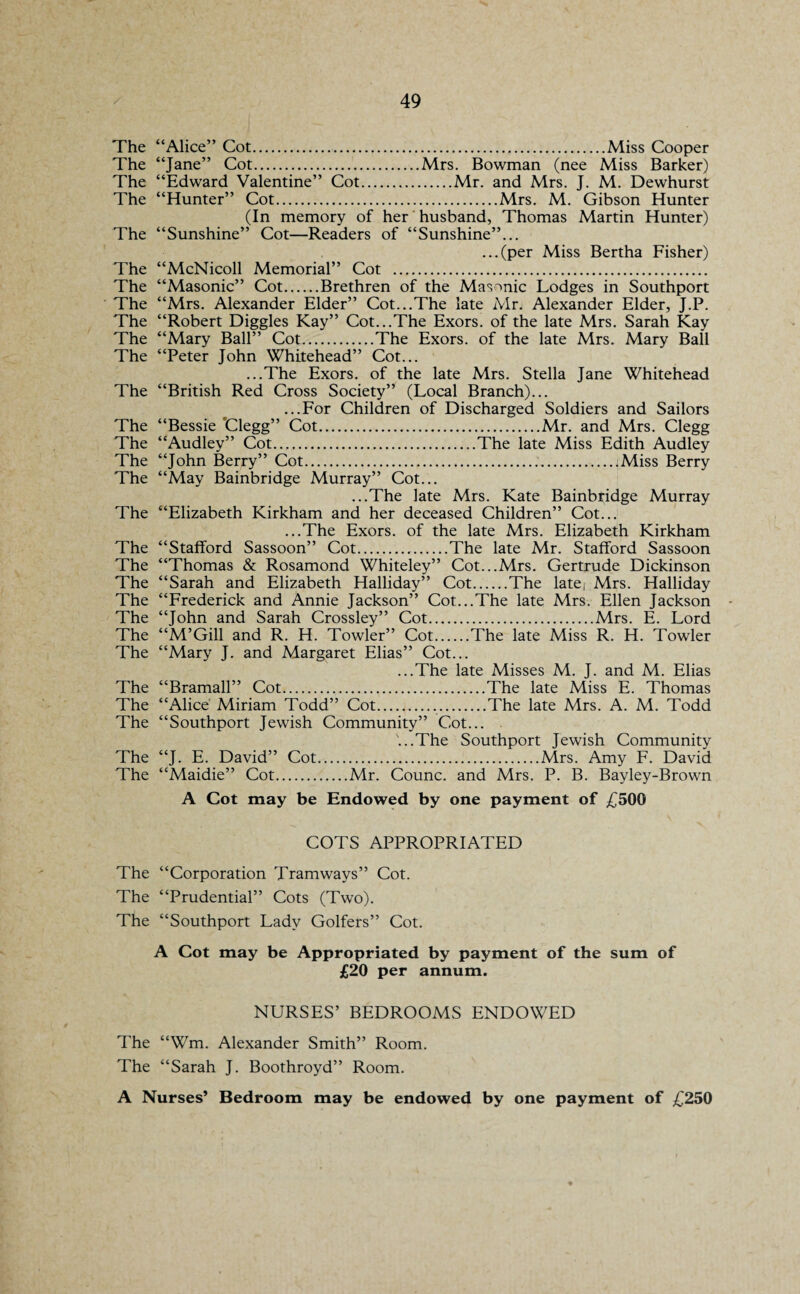 49
The “Alice” Cot................................................................Miss Cooper
The “Jane” Cot..............................Mrs. Bowman (nee Miss Barker)
The “Edward Valentine” Cot................Mr. and Mrs. J. M. Dewhurst
The “Hunter” Cot........................................Mrs. M. Gibson Hunter
(In memory of her husband, Thomas Martin Hunter)
The “Sunshine” Cot—Readers of “Sunshine”...
...(per Miss Bertha Fisher)
The “McNicoll Memorial” Cot .........................................................
The “Masonic” Cot......Brethren of the Masonic Lodges in Southport
The “Mrs. Alexander Elder” Cot...The late Mr. Alexander Elder, J.P.
The “Robert Diggles Kay” Cot...The Exors. of the late Mrs. Sarah Kay
The “Mary Ball” Cot............The Exors. of the late Mrs. Mary Ball
The “Peter John Whitehead” Cot...
...The Exors. of the late Mrs. Stella Jane Whitehead
The “British Red Cross Society” (Local Branch)...
...For Children of Discharged Soldiers and Sailors
The “Bessie Clegg” Cot.......................................Mr. and Mrs. Clegg
The “Audley” Cot....................................The late Miss Edith Audley
The “John Berry” Cot........................................................Miss Berry
The “May Bainbridge Murray” Cot...
...The late Mrs. Kate Bainbridge Murray
The “Elizabeth Kirkham and her deceased Children” Cot...
...The Exors. of the late Mrs. Elizabeth Kirkham
The “Stafford Sassoon” Cot................The late Mr. Stafford Sassoon
The “Thomas & Rosamond Whiteley” Cot...Mrs. Gertrude Dickinson
The “Sarah and Elizabeth Halliday” Cot......The late Mrs. Halliday
The “Frederick and Annie Jackson” Cot...The late Mrs. Ellen Jackson
The “John and Sarah Crossley” Cot.............................Mrs. E. Lord
The “M’Gill and R. H. Towler” Cot......The late Miss R. H. Towler
The “Mary J. and Margaret Elias” Cot...
...The late Misses M. J. and M. Elias
The “Bramall” Cot....................................The late Miss E. Thomas
The “Alice Miriam Todd” Cot...................The late Mrs. A. M. Todd
The “Southport Jewish Community” Cot...
...The Southport Jewish Community
The “J. E. David” Cot.......................................Mrs. Amy F. David
The “Maidie” Cot............Mr. Counc. and Mrs. P. B. Bayley-Brown
A Cot may be Endowed by one payment of £500
COTS APPROPRIATED
The “Corporation Tramways” Cot.
The “Prudential” Cots (Two).
The “Southport Lady Golfers” Cot.
A Cot may be Appropriated by payment of the sum of
£20 per annum.
NURSES’ BEDROOMS ENDOWED
The “Wm. Alexander Smith” Room.
The “Sarah J. Boothroyd” Room.
A Nurses’ Bedroom may be endowed by one payment of £250